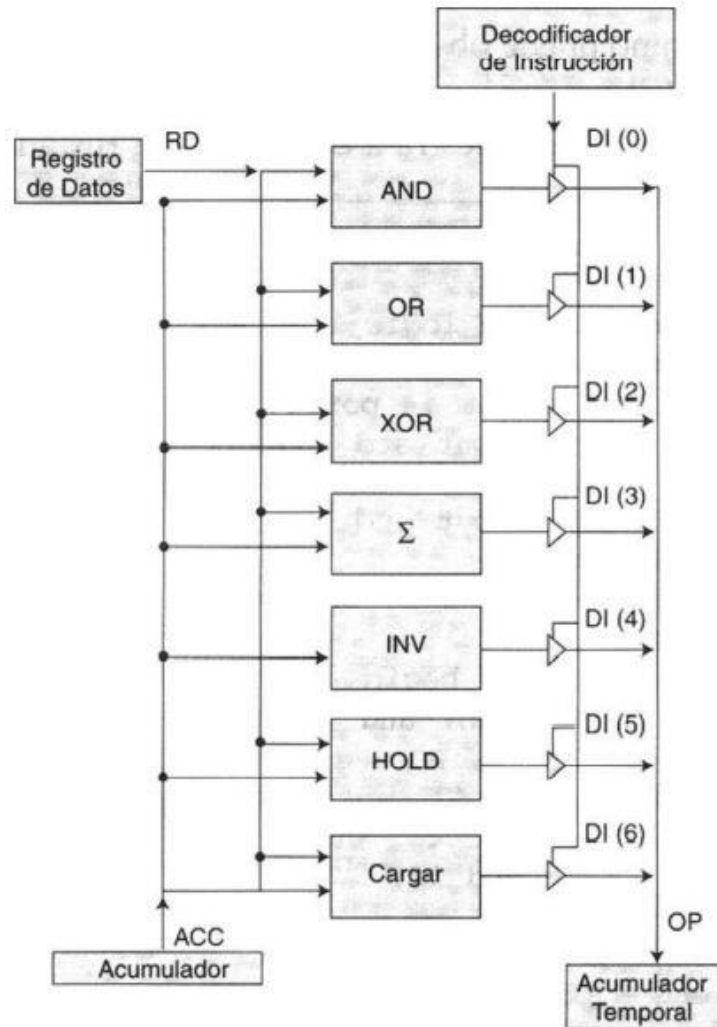 Decodificador
de Instrucción
DI (0)
RD
Registro
de Datos
AND
DI (1)
OR
DI (2)
XOR
DI (3)
Σ
DI (4)
INV
DI (5)
HOLD
DI (6)
Cargar
ACC
Acumulador
OP
Acumulador
Temporal